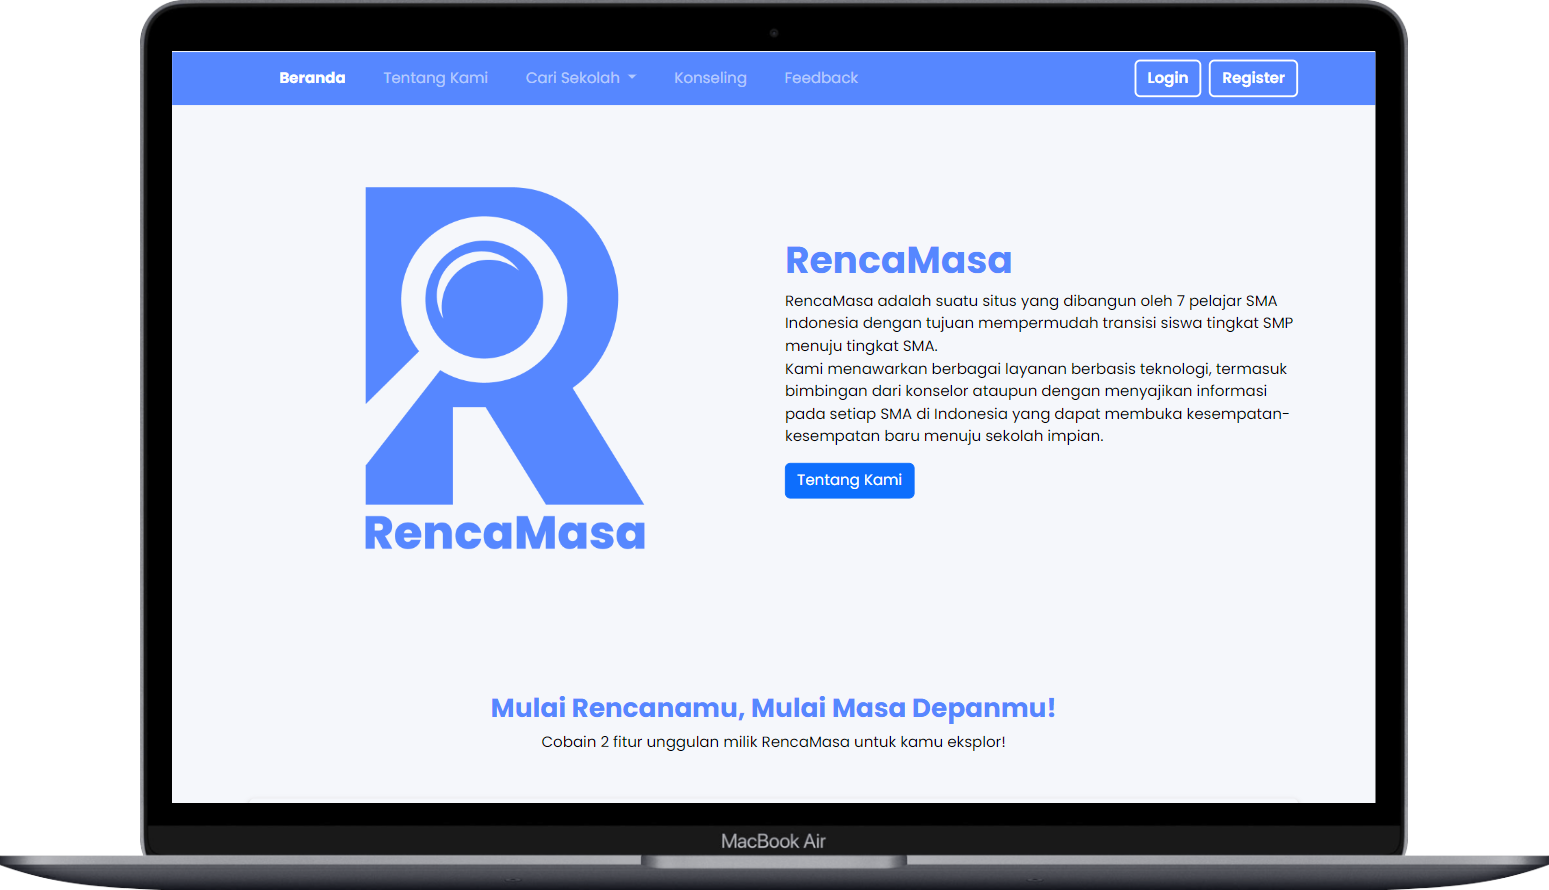 Beranda Tentang Kami Cari Sekolah Konseling Feedback Login Register
RencaMasa
RencaMasa
RencaMasa adalah suatu situs yang dibangun oleh 7 pelajar SMA
Indonesia dengan tujuan mempermudah transisi siswa tingkat SMP
menuju tingkat SMA.
Kami menawarkan berbagai layanan berbasis teknologi, termasuk
bimbingan dari konselor ataupun dengan menyajikan informasi
pada setiap SMA di Indonesia yang dapat membuka kesempatan-
kesempatan baru menuju sekolah impian.
Tentang Kami
Mulai Rencanamu, Mulai Masa Depanmu!
Cobain 2 fitur unggulan milik RencaMasa untuk kamu eksplor!
MacBook Air